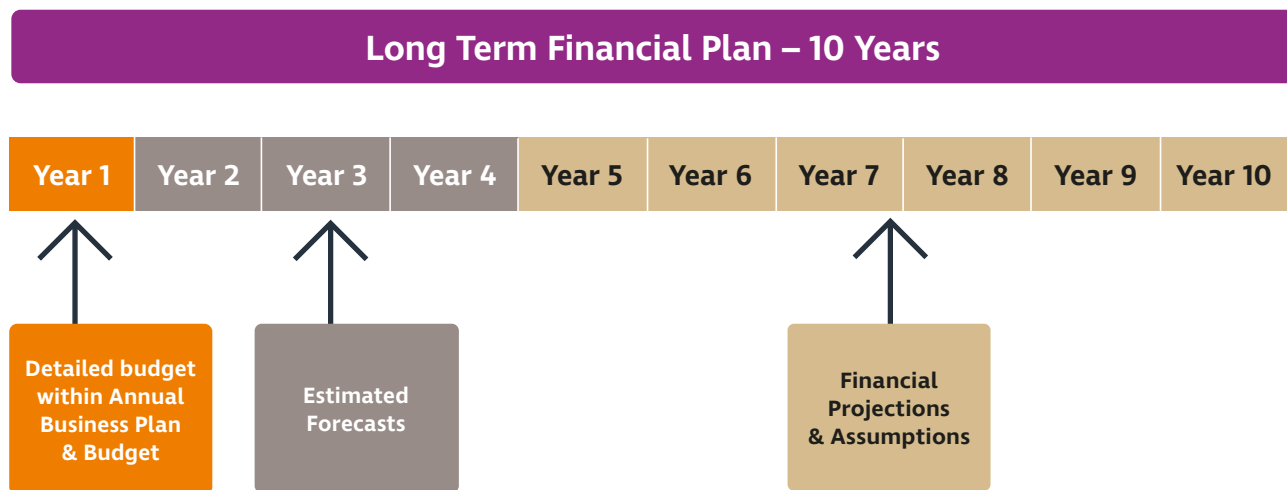 Long Term Financial Plan – 10 Years
Year 1 Year 2 Year 3 Year 4 Year 5 Year 6 Year 7 Year 8 Year 9 Year 10
Detailed budget
within Annual
Business Plan
& Budget
Estimated
Forecasts
Financial
Projections
& Assumptions